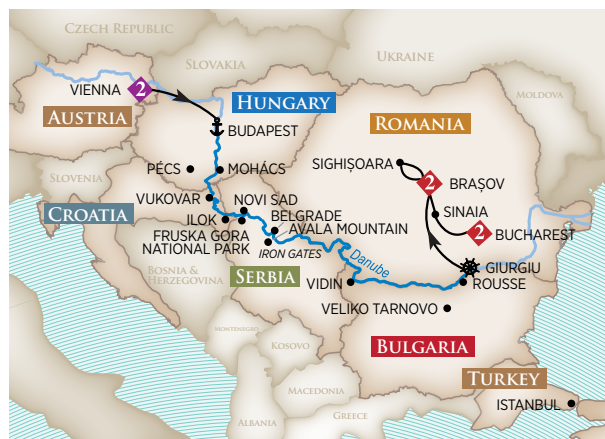 CZECH REPUBLIC
SLOVAKIA
UKRAINE
MOLDOVA
VIENNA
2
AUSTRIA
HUNGARY
BUDAPEST
ROMANIA
SIGHIȘOARA
2
BRAȘOV
SINAIA
2
BUCHAREST
PÉCS
MOHÁCS
SLOVENIA
VUKOVAR
NOVI SAD
CROATIA
ILOK
BELGRADE
FRUSKA GORA
NATIONAL PARK
AVALA MOUNTAIN
IRON GATES
Danube
GIURGIU
ROUSSE
BOSNIA &
HERZEGOVINA
SERBIA
VIDIN
VELIKO TARNOVO
MONTENEGRO
KOSOVO
BULGARIA
MACEDONIA
TURKEY
ALBANIA
GREECE
ISTANBUL